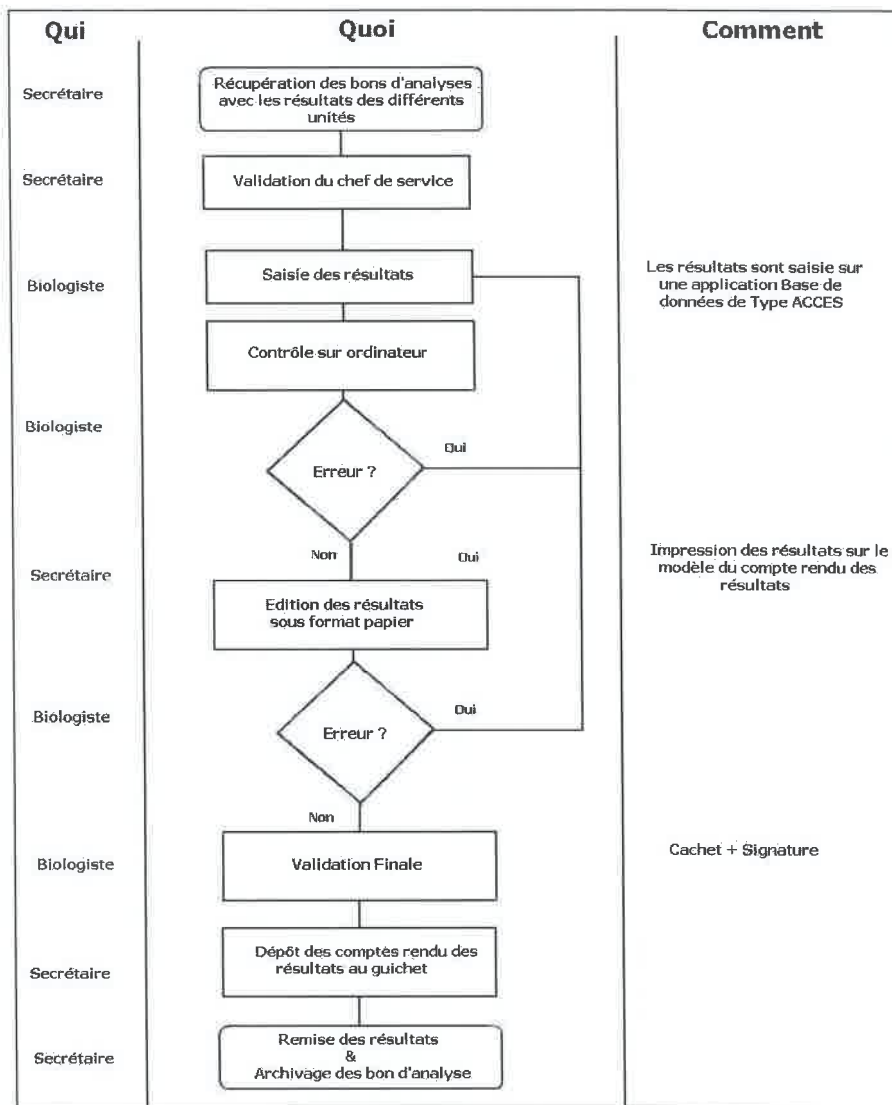 Qui
Quoi
Comment
Secrétaire
Récupération des bons d'analyses
avec les résultats des différents
unités
Secrétaire
Validation du chef de service
Biologiste
Saisie des résultats
Les résultats sont saisie sur
une application Base de
données de Type ACCES
Contrôle sur ordinateur
Biologiste
Erreur ?
Oui
Non
Oui
Secrétaire
Edition des résultats
sous format papier
Impression des résultats sur le
modèle du compte rendu des
résultats
Biologiste
Erreur ?
Oui
Non
Biologiste
Validation Finale
Cachet + Signature
Secrétaire
Dépôt des comptes rendu des
résultats au guichet
Secrétaire
Remise des résultats
&
Archivage des bon d'analyse